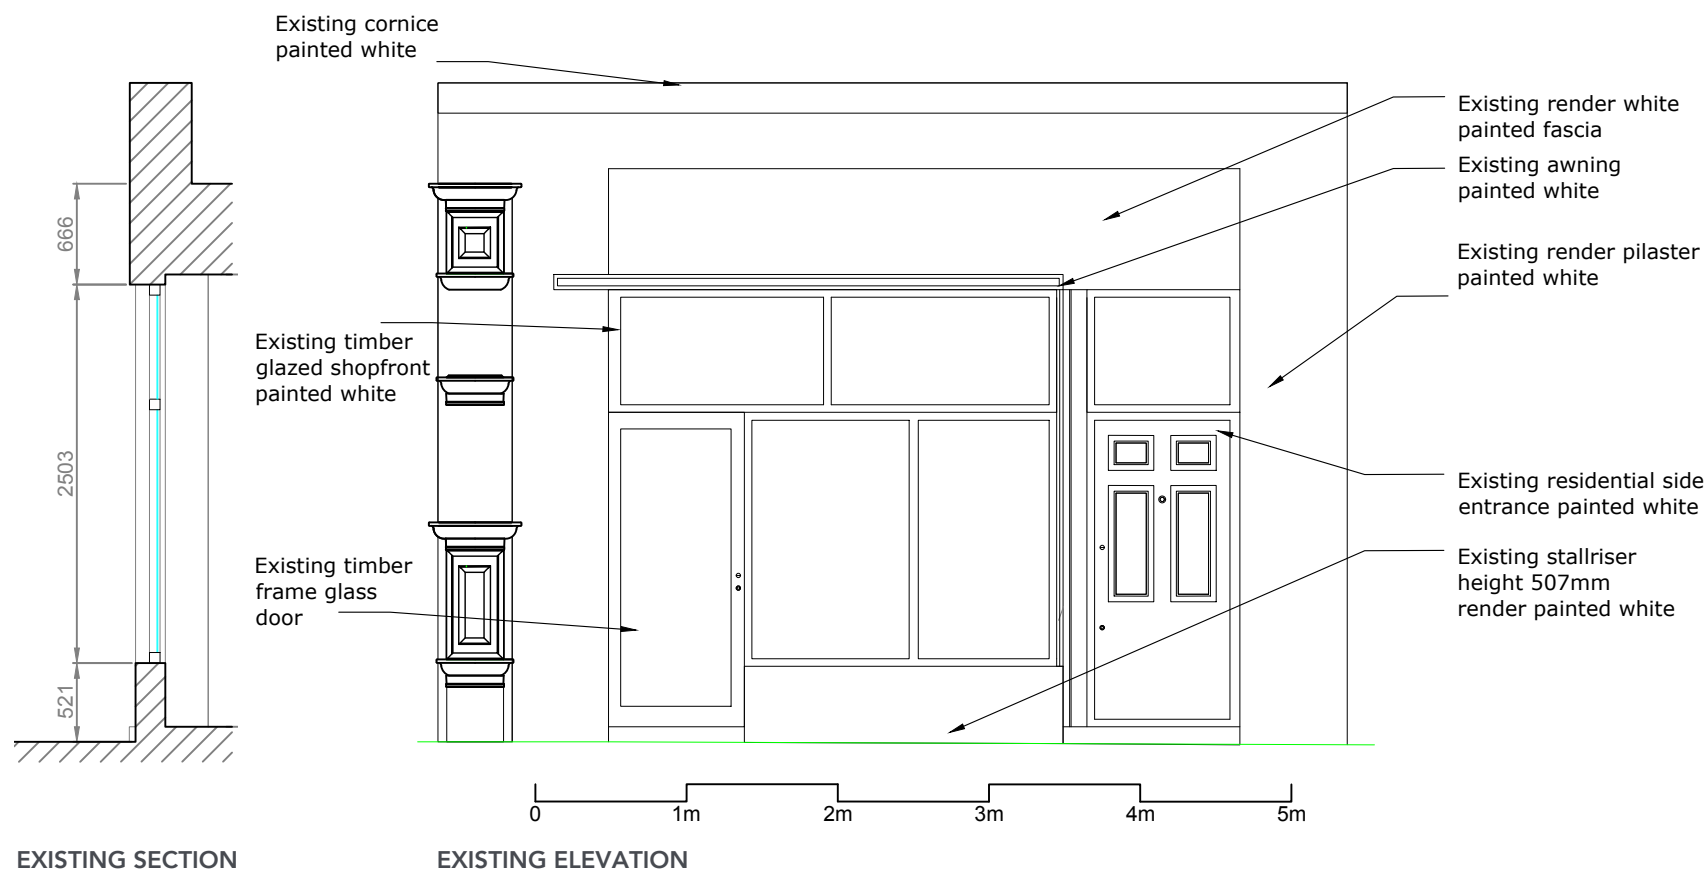 Existing cornice
painted white
Existing render white
painted fascia
Existing awning
painted white
Existing render pilaster
painted white
666
Existing timber
glazed shopfront
painted white
2503
Existing residential side
entrance painted white
Existing timber
frame glass
door
Existing stallriser
height 507mm
render painted white
521
0 1m 2m 3m 4m 5m
EXISTING SECTION
EXISTING ELEVATION